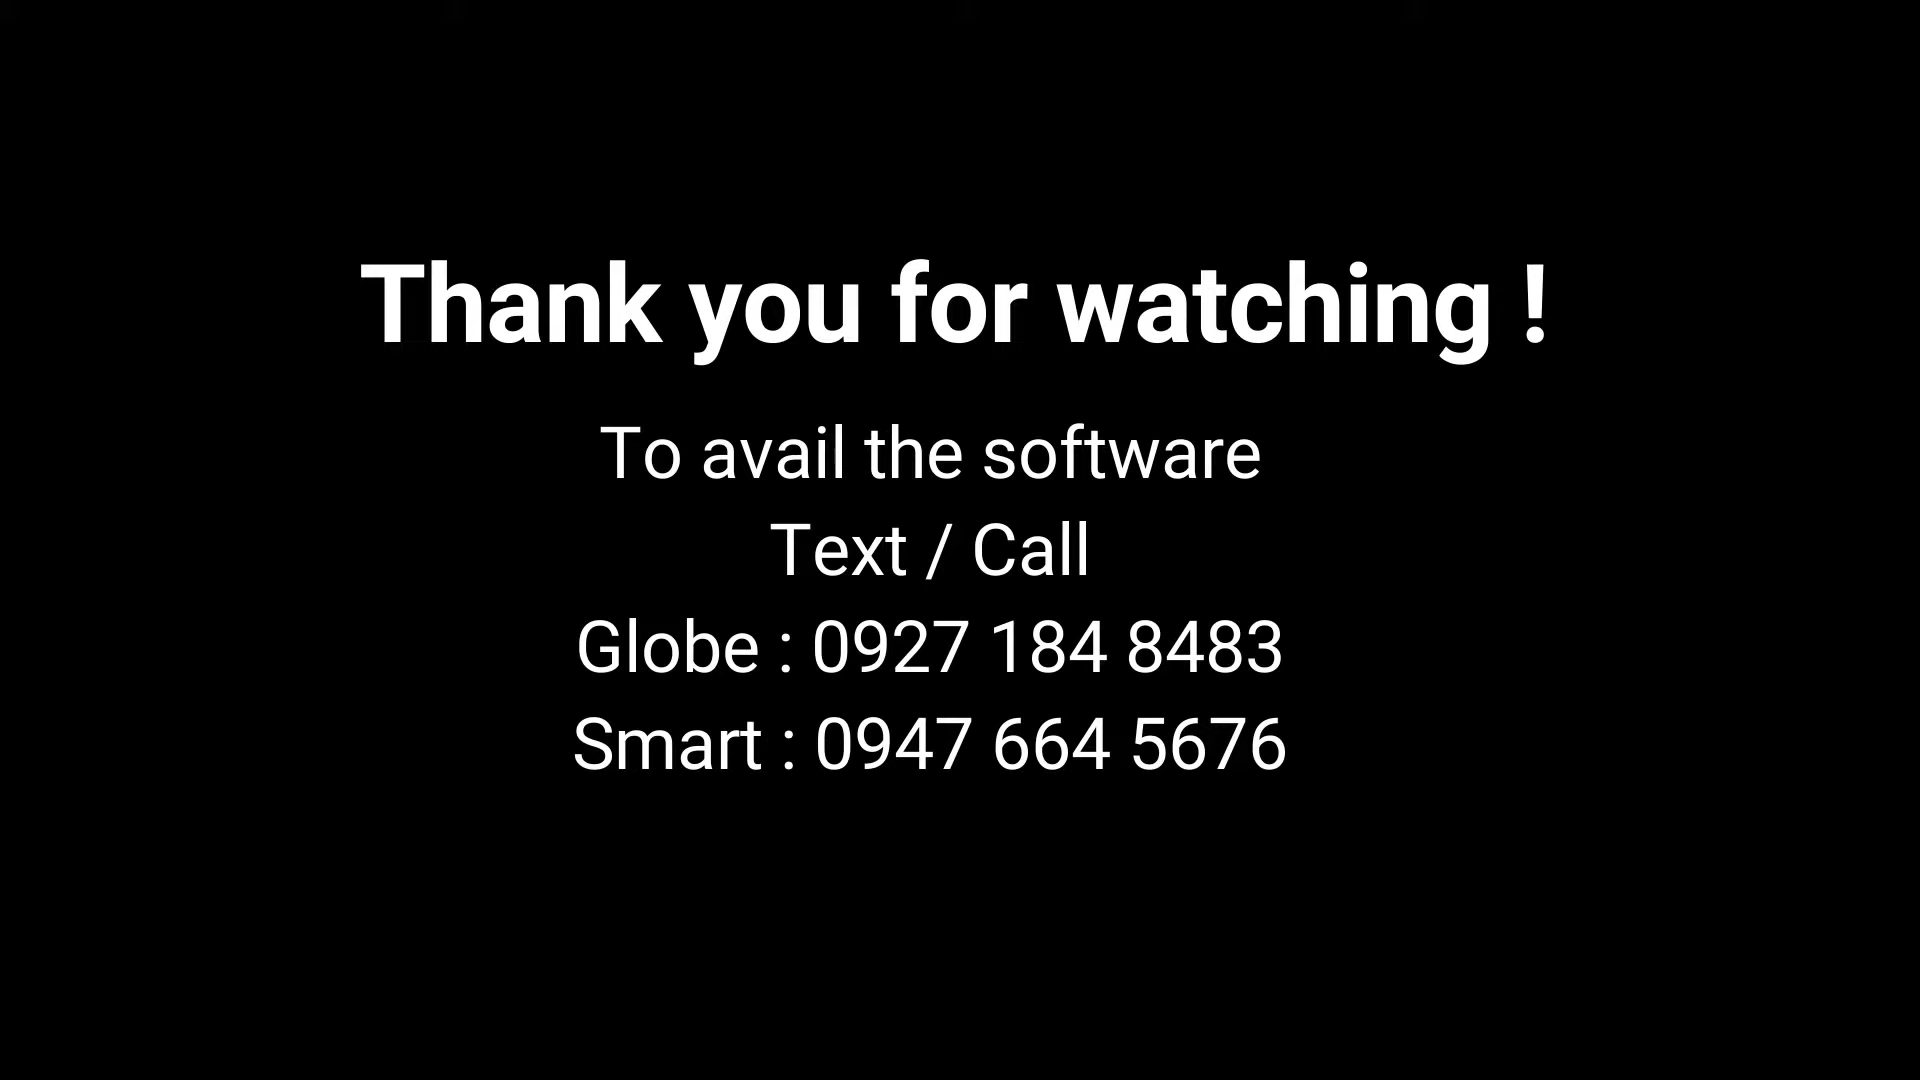 Thank you for watching !
To avail the software
Text / Call
Globe : 0927 184 8483
Smart : 0947 664 5676